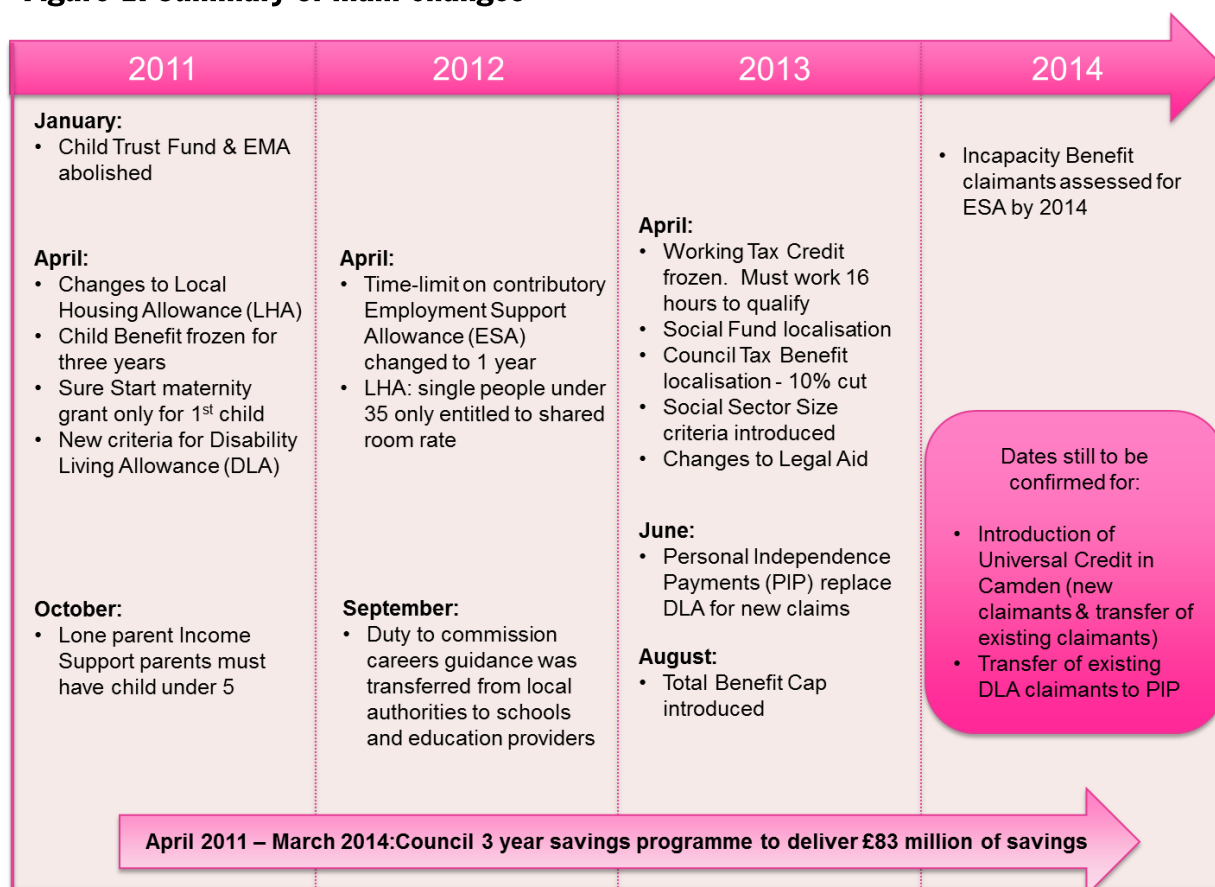 2011
2012
2013
2014
January:
• Child Trust Fund & EMA
abolished
April:
• Changes to Local
Housing Allowance (LHA)
• Child Benefit frozen for
three years
• Sure Start maternity
grant only for 1st child
• New criteria for Disability
Living Allowance (DLA)
October:
• Lone parent Income
Support parents must
have child under 5
April:
• Time-limit on contributory
Employment Support
Allowance (ESA)
changed to 1 year
• LHA: single people under
35 only entitled to shared
room rate
September:
• Duty to commission
careers guidance was
transferred from local
authorities to schools
and education providers
April:
• Working Tax Credit
frozen. Must work 16
hours to qualify
• Social Fund localisation
• Council Tax Benefit
localisation - 10% cut
• Social Sector Size
criteria introduced
• Changes to Legal Aid
June:
• Personal Independence
Payments (PIP) replace
DLA for new claims
August:
• Total Benefit Cap
introduced
• Incapacity Benefit
claimants assessed for
ESA by 2014
Dates still to be
confirmed for:
• Introduction of
Universal Credit in
Camden (new
claimants & transfer of
existing claimants)
• Transfer of existing
DLA claimants to PIP
April 2011 – March 2014:Council 3 year savings programme to deliver £83 million of savings